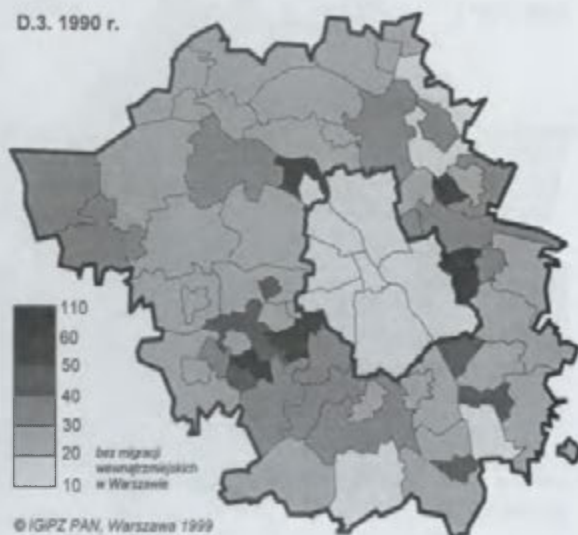 D.3. 1990 r.
110
60
50
40
30
20
10
bez migracji
wewnątrzmiejskich
w Warszawie
© IGiPZ PAN, Warszawa 1999